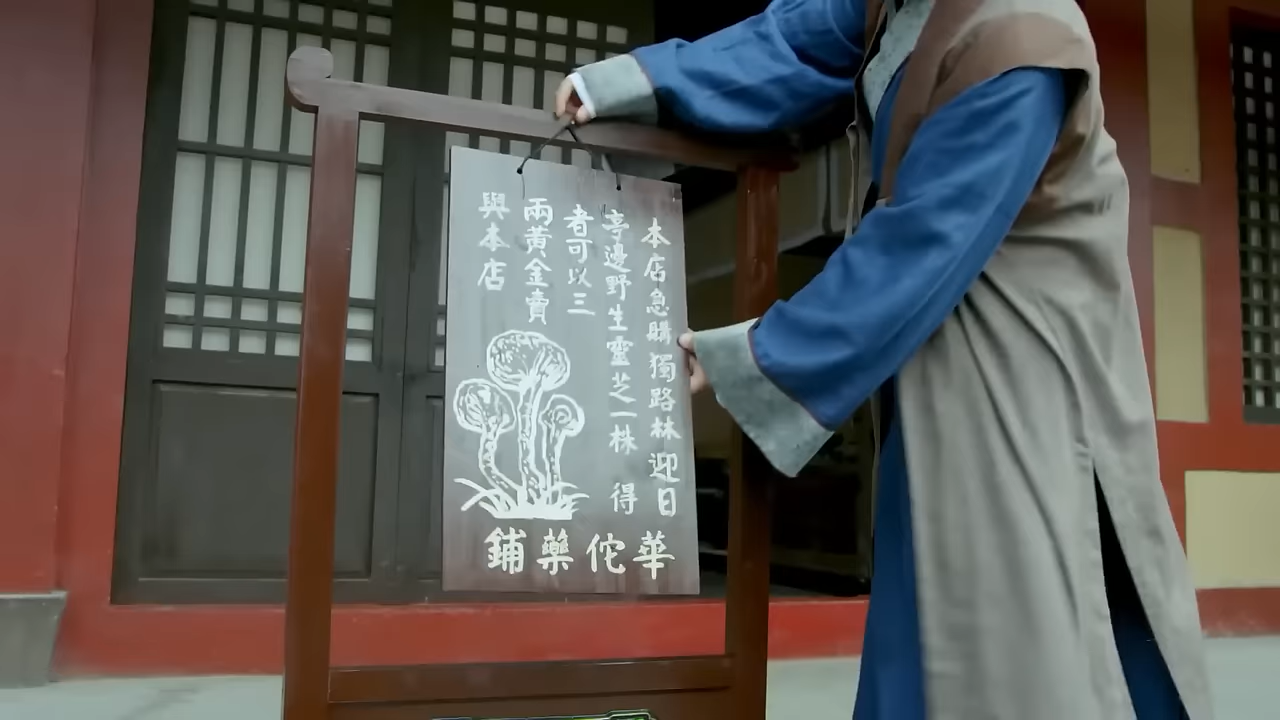 本店急購獨路林迎日
亭邊野生靈芝一株 得
者可以三
兩黃金賣
與本店
華佗藥鋪